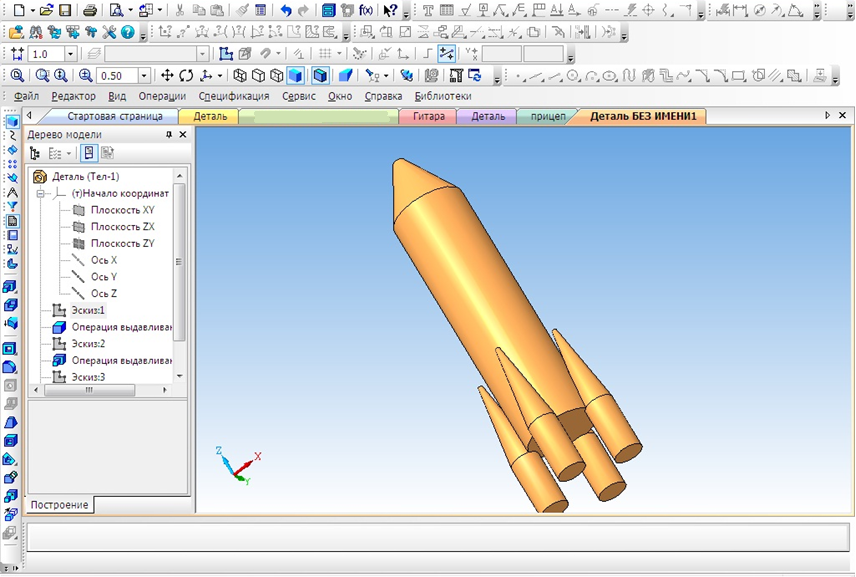 1.0
0.50
Файл Редактор Вид Операции Спецификация Сервис Окно Справка Библиотеки
Стартовая страница Деталь Гитара Деталь прицеп Деталь БЕЗ ИМЕНИ1
Дерево модели
Деталь (Тел-1)
(т)Начало координат
Плоскость XY
Плоскость ZX
Плоскость ZY
Ось X
Ось Y
Ось Z
Эскиз:1
Операция выдавливан
Эскиз:2
Операция выдавливан
Эскиз:3
Z
X
Y
Построение